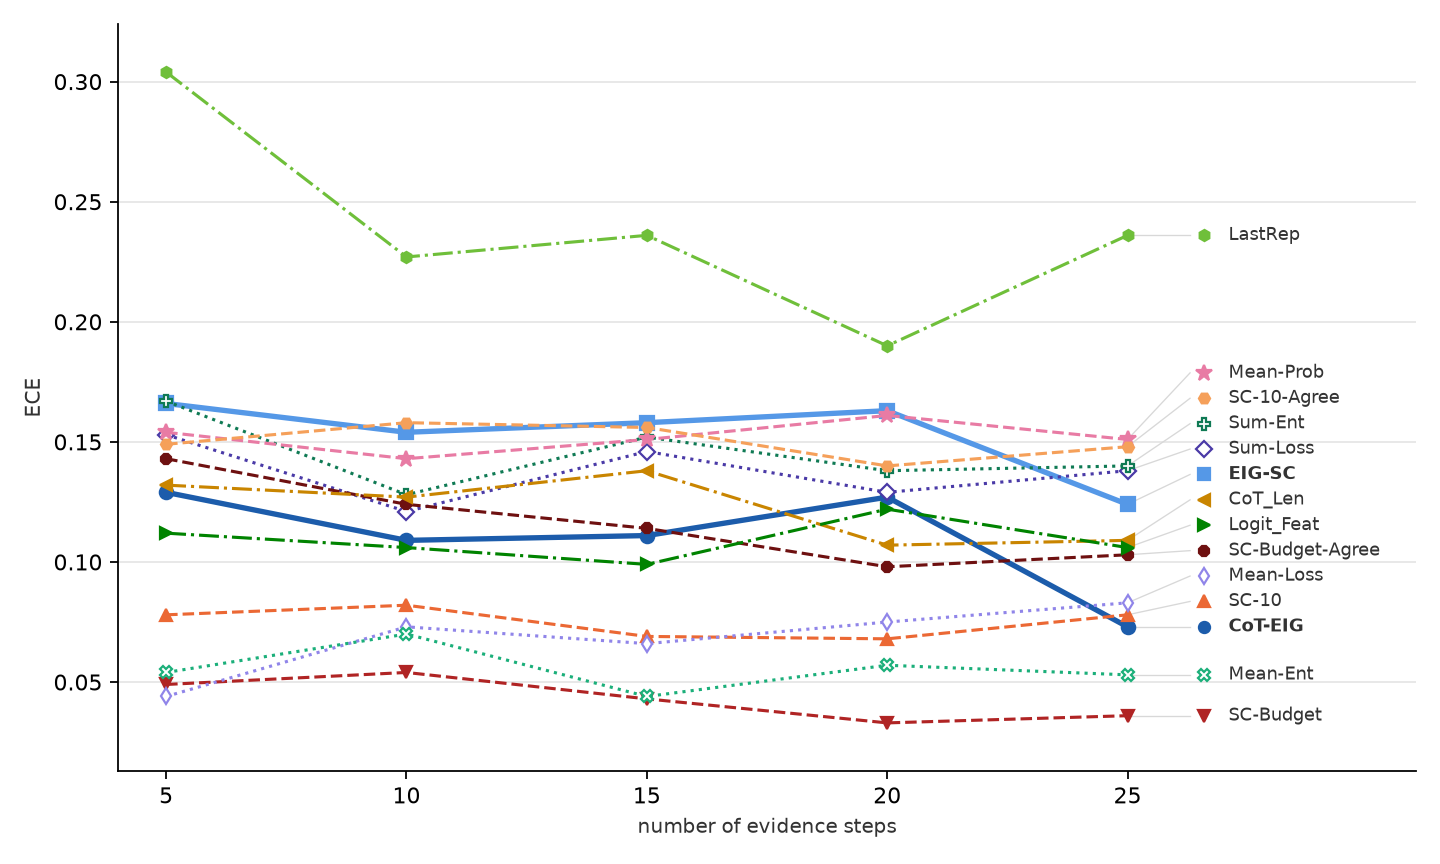 0.30
0.25
0.20
0.15
0.10
0.05
ECE
5
10
15
20
25
number of evidence steps
LastRep
Mean-Prob
SC-10-Agree
Sum-Ent
Sum-Loss
EIG-SC
CoT_Len
Logit_Feat
SC-Budget-Agree
Mean-Loss
SC-10
CoT-EIG
Mean-Ent
SC-Budget